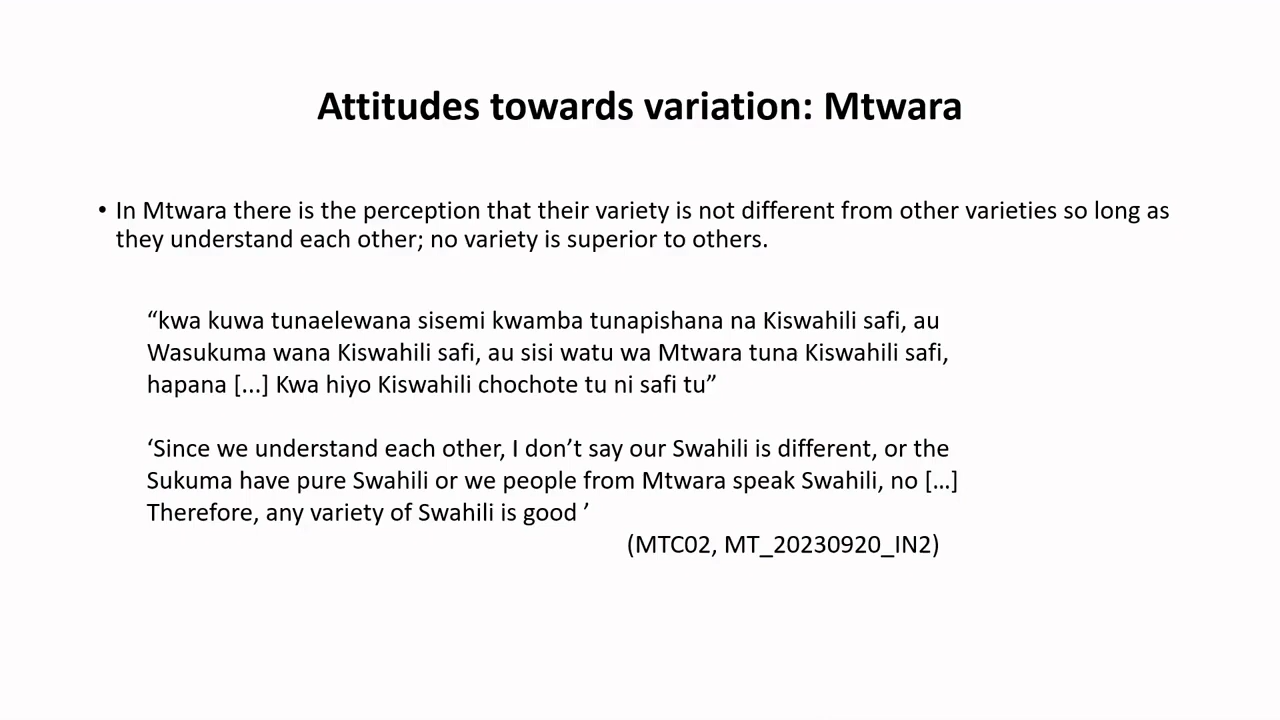 Attitudes towards variation: Mtwara
• In Mtwara there is the perception that their variety is not different from other varieties so long as
they understand each other; no variety is superior to others.
“kwa kuwa tunaelewana sisemi kwamba tunapishana na Kiswahili safi, au
Wasukuma wana Kiswahili safi, au sisi watu wa Mtwara tuna Kiswahili safi,
hapana [...] Kwa hiyo Kiswahili chochote tu ni safi tu”
‘Since we understand each other, I don’t say our Swahili is different, or the
Sukuma have pure Swahili or we people from Mtwara speak Swahili, no […]
Therefore, any variety of Swahili is good ’
(MTC02, MT_20230920_IN2)